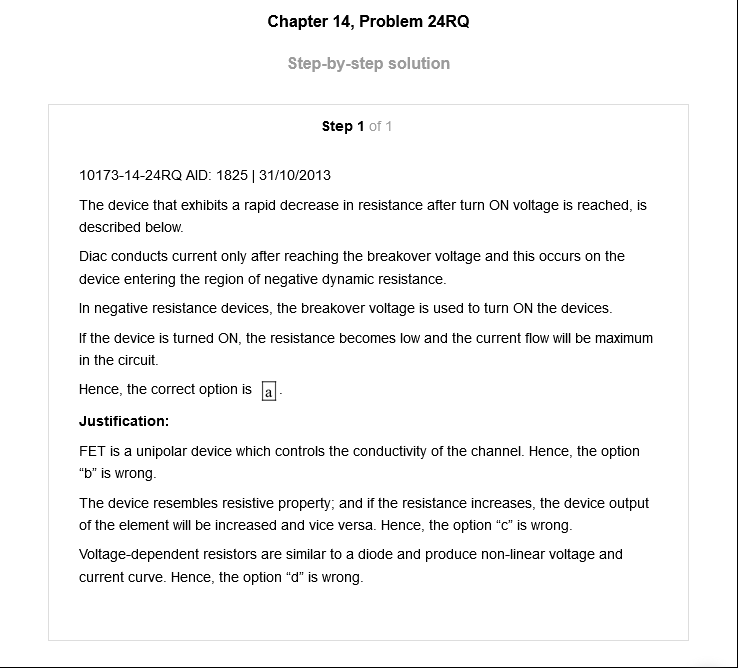 Chapter 14, Problem 24RQ
Step-by-step solution
Step 1 of 1
10173-14-24RQ AID: 1825 | 31/10/2013
The device that exhibits a rapid decrease in resistance after turn ON voltage is reached, is
described below.
Diac conducts current only after reaching the breakover voltage and this occurs on the
device entering the region of negative dynamic resistance.
In negative resistance devices, the breakover voltage is used to turn ON the devices.
If the device is turned ON, the resistance becomes low and the current flow will be maximum
in the circuit.
Hence, the correct option is a .
Justification:
FET is a unipolar device which controls the conductivity of the channel. Hence, the option
“b” is wrong.
The device resembles resistive property; and if the resistance increases, the device output
of the element will be increased and vice versa. Hence, the option “c” is wrong.
Voltage-dependent resistors are similar to a diode and produce non-linear voltage and
current curve. Hence, the option “d” is wrong.